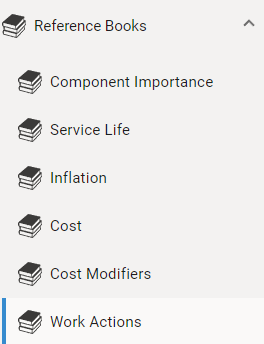 Reference Books
Component Importance
Service Life
Inflation
Cost
Cost Modifiers
Work Actions